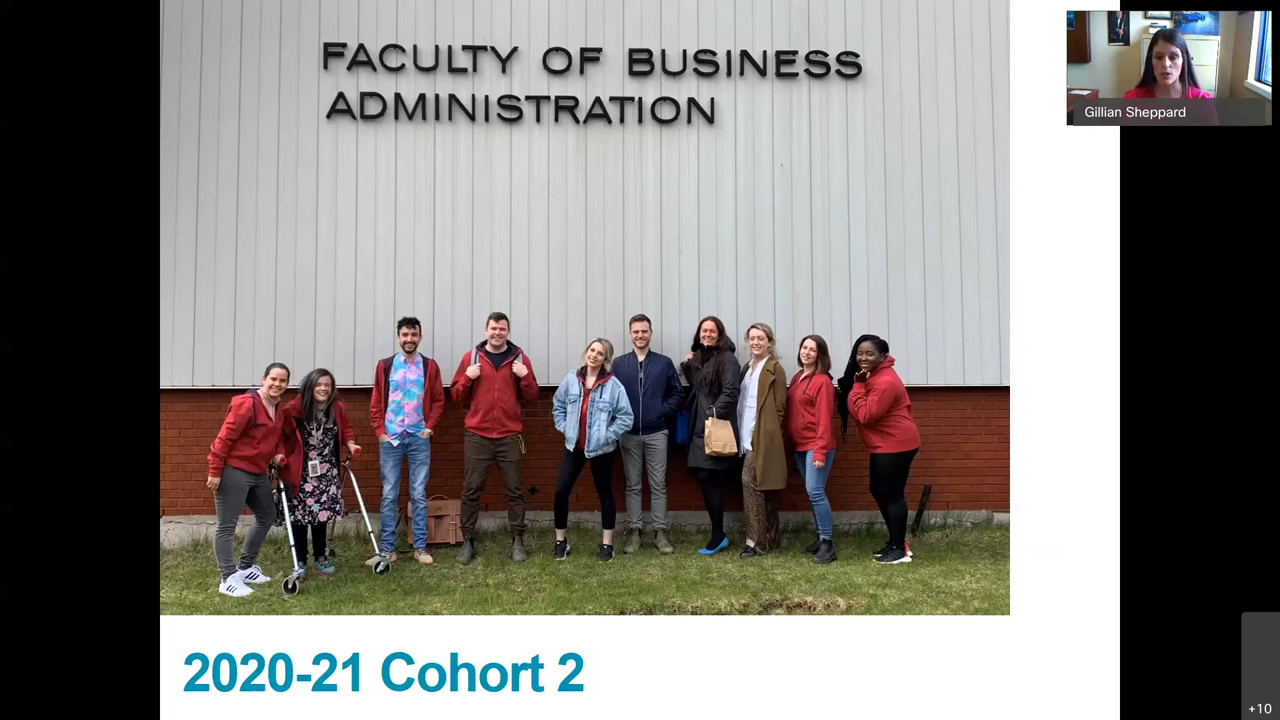 FACULTY OF BUSINESS
ADMINISTRATION
Gillian Sheppard
2020-21 Cohort 2
+10